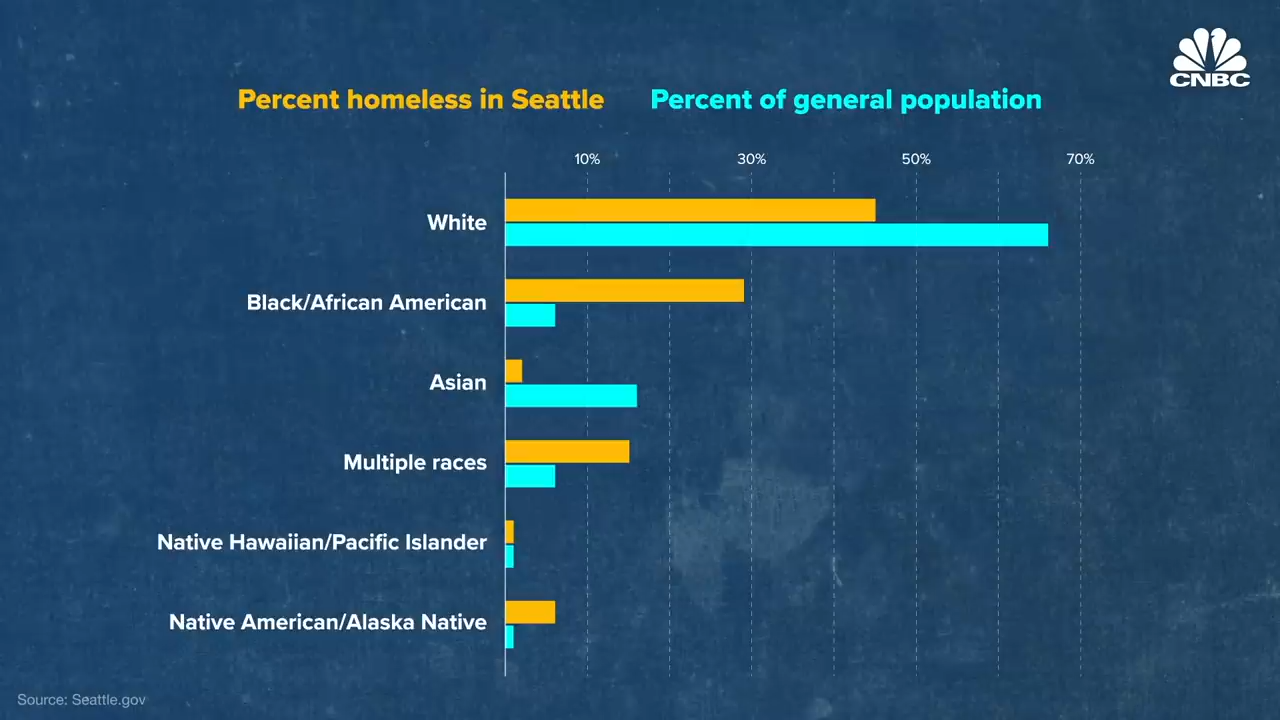 CNBC
Percent homeless in Seattle Percent of general population
10% 30% 50% 70%
White
Black/African American
Asian
Multiple races
Native Hawaiian/Pacific Islander
Native American/Alaska Native
Source: Seattle.gov